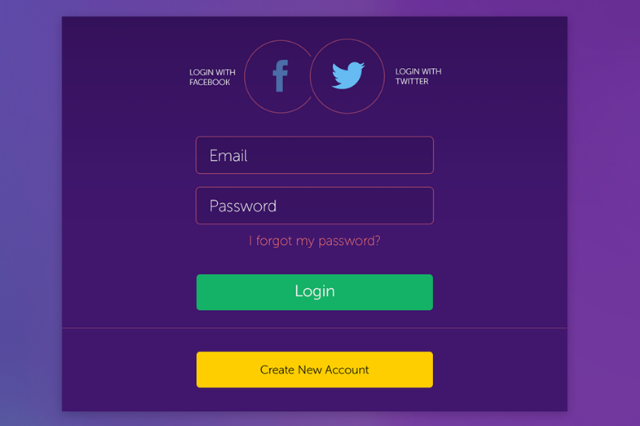 LOGIN WITH
FACEBOOK
LOGIN WITH
TWITTER
Email
Password
I forgot my password?
Login
Create New Account